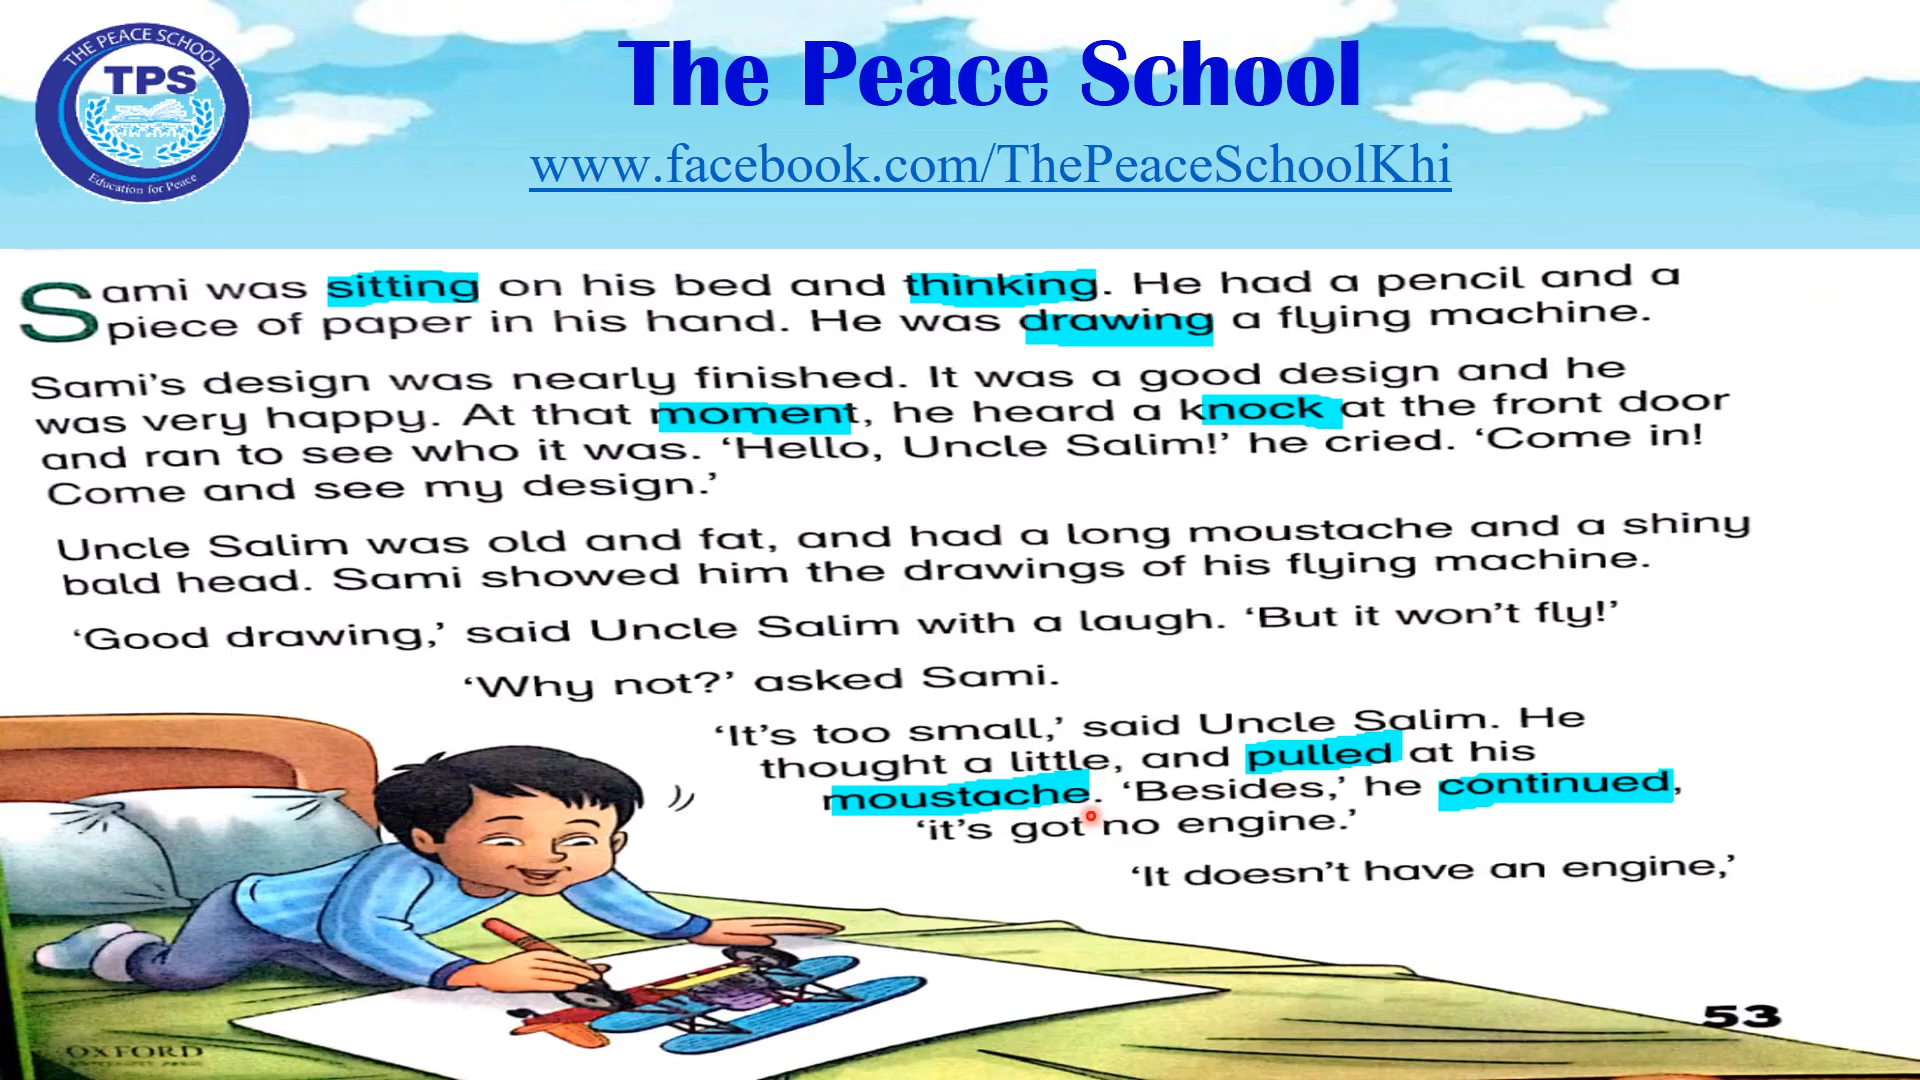 THE PEACE SCHOOL
TPS
Education for Peace
The Peace School
www.facebook.com/ThePeaceSchoolKhi
Sami was sitting on his bed and thinking. He had a pencil and a
piece of paper in his hand. He was drawing a flying machine.
Sami's design was nearly finished. It was a good design and he
was very happy. At that moment, he heard a knock at the front door
and ran to see who it was. 'Hello, Uncle Salim!' he cried. 'Come in!
Come and see my design.'
Uncle Salim was old and fat, and had a long moustache and a shiny
bald head. Sami showed him the drawings of his flying machine.
'Good drawing,' said Uncle Salim with a laugh. 'But it won't fly!'
'Why not?' asked Sami.
'It's too small,' said Uncle Salim. He
thought a little, and pulled at his
moustache. 'Besides,' he continued,
'it's got no engine.'
'It doesn't have an engine,'
53
OXFORD
UNIVERSITY PRESS